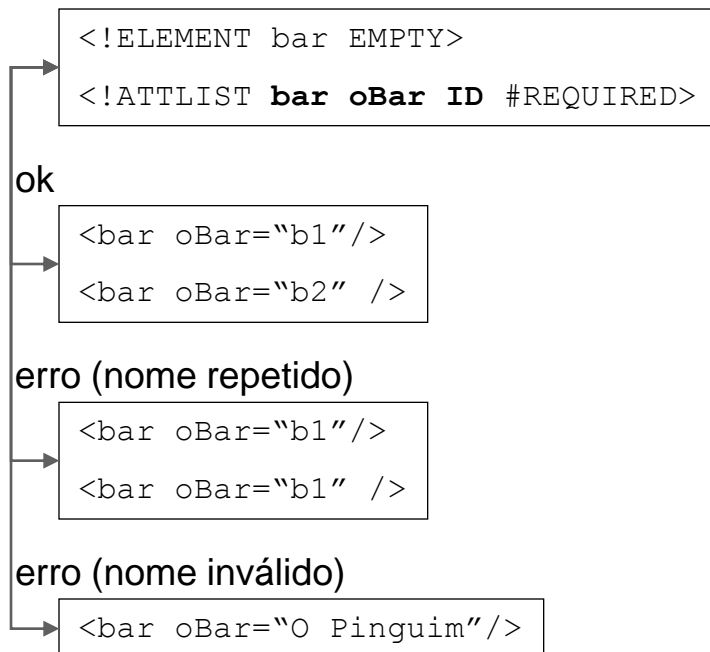 <!ELEMENT bar EMPTY>
<!ATTLIST bar oBar ID #REQUIRED>
ok
<bar oBar=“b1”/>
<bar oBar=“b2” />
erro (nome repetido)
<bar oBar=“b1”/>
<bar oBar=“b1” />
erro (nome inválido)
<bar oBar=“O Pinguim”/>